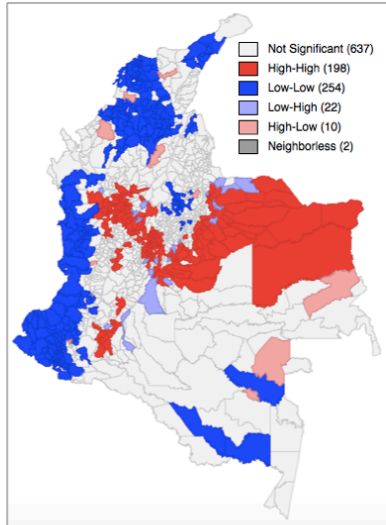 Not Significant (637)
High-High (198)
Low-Low (254)
Low-High (22)
High-Low (10)
Neighborless (2)